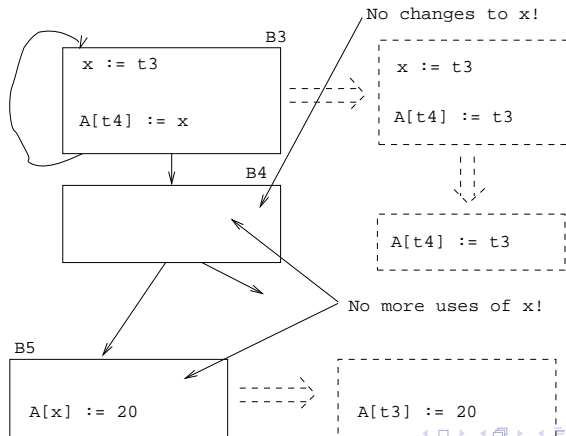 No changes to x!
B3
x := t3
A[t4] := x
x := t3
A[t4] := t3
B4
A[t4] := t3
No more uses of x!
B5
A[x] := 20
A[t3] := 20